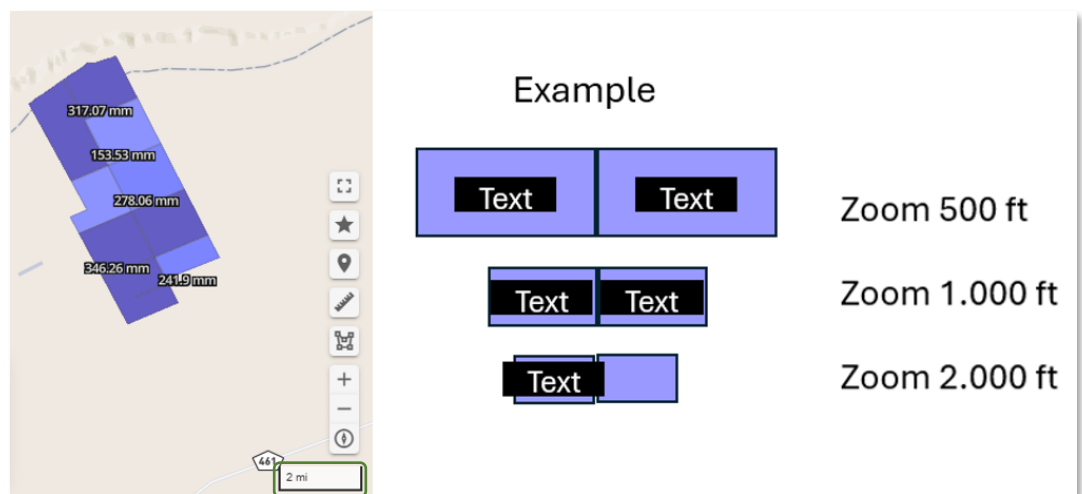 317.07 mm
153.53 mm
278.06 mm
346.26 mm
241.9 mm
461
2 mi
Example
Text Text
Zoom 500 ft
Text Text
Zoom 1.000 ft
Text
Zoom 2.000 ft